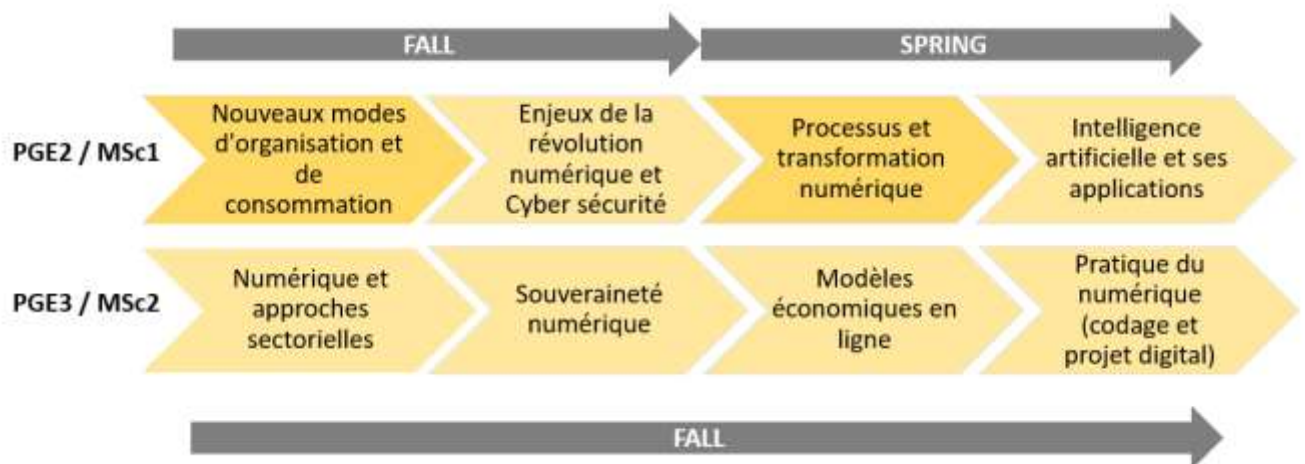 FALL
SPRING
PGE2 / MSc1
Nouveaux modes
d'organisation et
de
consommation
Enjeux de la
révolution
numérique et
Cyber sécurité
Processus et
transformation
numérique
Intelligence
artificielle et ses
applications
PGE3 / MSc2
Numérique et
approches
sectorielles
Souveraineté
numérique
Modèles
économiques en
ligne
Pratique du
numérique
(codage et
projet digital)
FALL